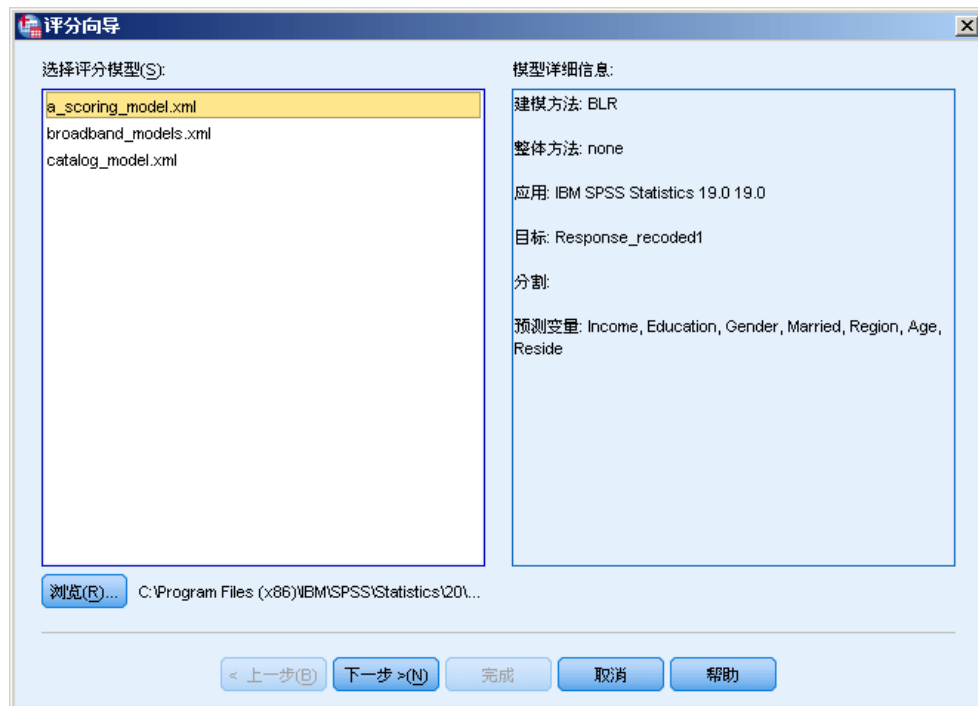 评分向导
选择评分模型(S):
a_scoring_model.xml
broadband_models.xml
catalog_model.xml
模型详细信息:
建模方法: BLR
整体方法: none
应用: IBM SPSS Statistics 19.0 19.0
目标: Response_recoded1
分割:
预测变量: Income, Education, Gender, Married, Region, Age,
Reside
浏览(R)... C:\Program Files (x86)\IBM\SPSS\Statistics\20\...
< 上一步(B) 下一步 >(N) 完成 取消 帮助